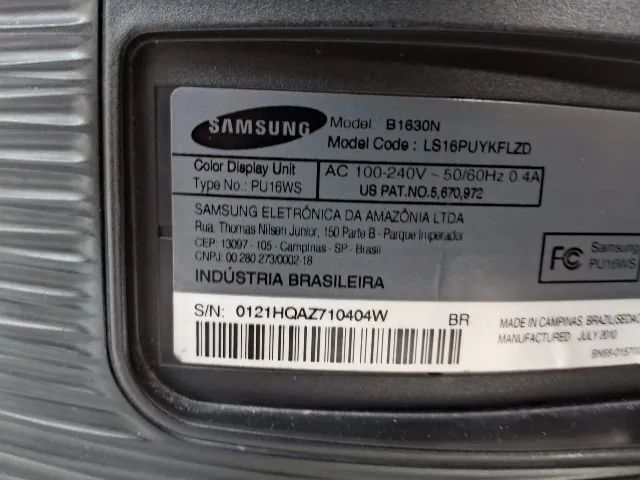 SAMSUNG
Model: B1630N
Model Code : LS16PUYKFLZD
Color Display Unit
Type No.: PU16WS
AC 100-240V ~ 50/60Hz 0.4A
US PAT.NO.5,670,972
SAMSUNG ELETRÔNICA DA AMAZÔNIA LTDA
Rua. Thomas Nilsen Junior, 150 Parte B - Parque Imperador
CEP: 13097 - 105 - Campinas - SP - Brasil
CNPJ: 00.280.273/0002-18
INDÚSTRIA BRASILEIRA
FC
Samsung
PU16WS
S/N: 0121HQAZ710404W
BR
MADE IN CAMPINAS, BRAZIL
MANUFACTURED JULY 2010